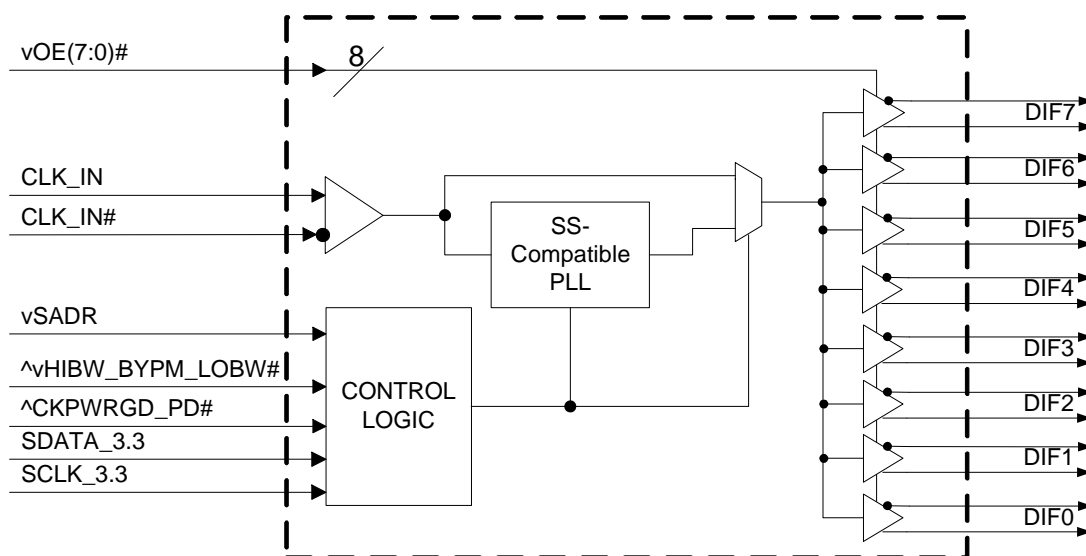 vOE(7:0)#
8
DIF7
CLK_IN
DIF6
CLK_IN#
SS-
Compatible
PLL
DIF5
DIF4
vSADR
DIF3
^vHIBW_BYPM_LOBW#
CONTROL
LOGIC
DIF2
^CKPWRGD_PD#
SDATA_3.3
DIF1
SCLK_3.3
DIF0